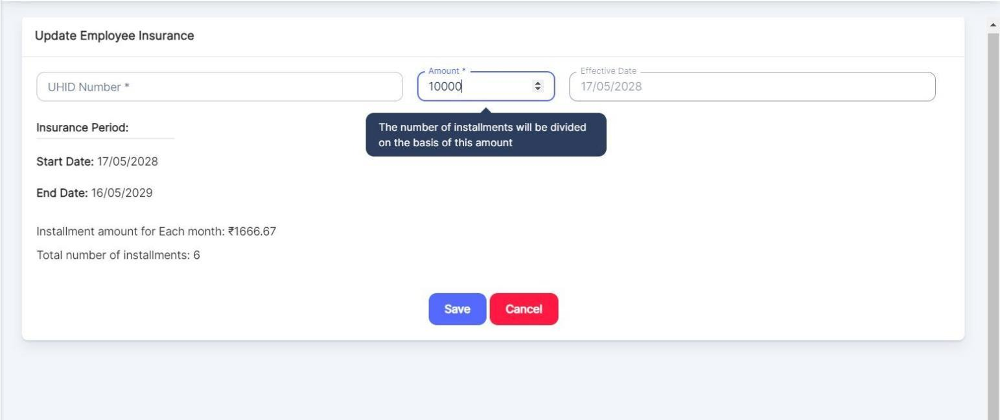 Update Employee Insurance
UHID Number *
Amount *
10000
Effective Date
17/05/2028
The number of installments will be divided
on the basis of this amount
Insurance Period:
Start Date: 17/05/2028
End Date: 16/05/2029
Installment amount for Each month: ₹1666.67
Total number of installments: 6
Save
Cancel